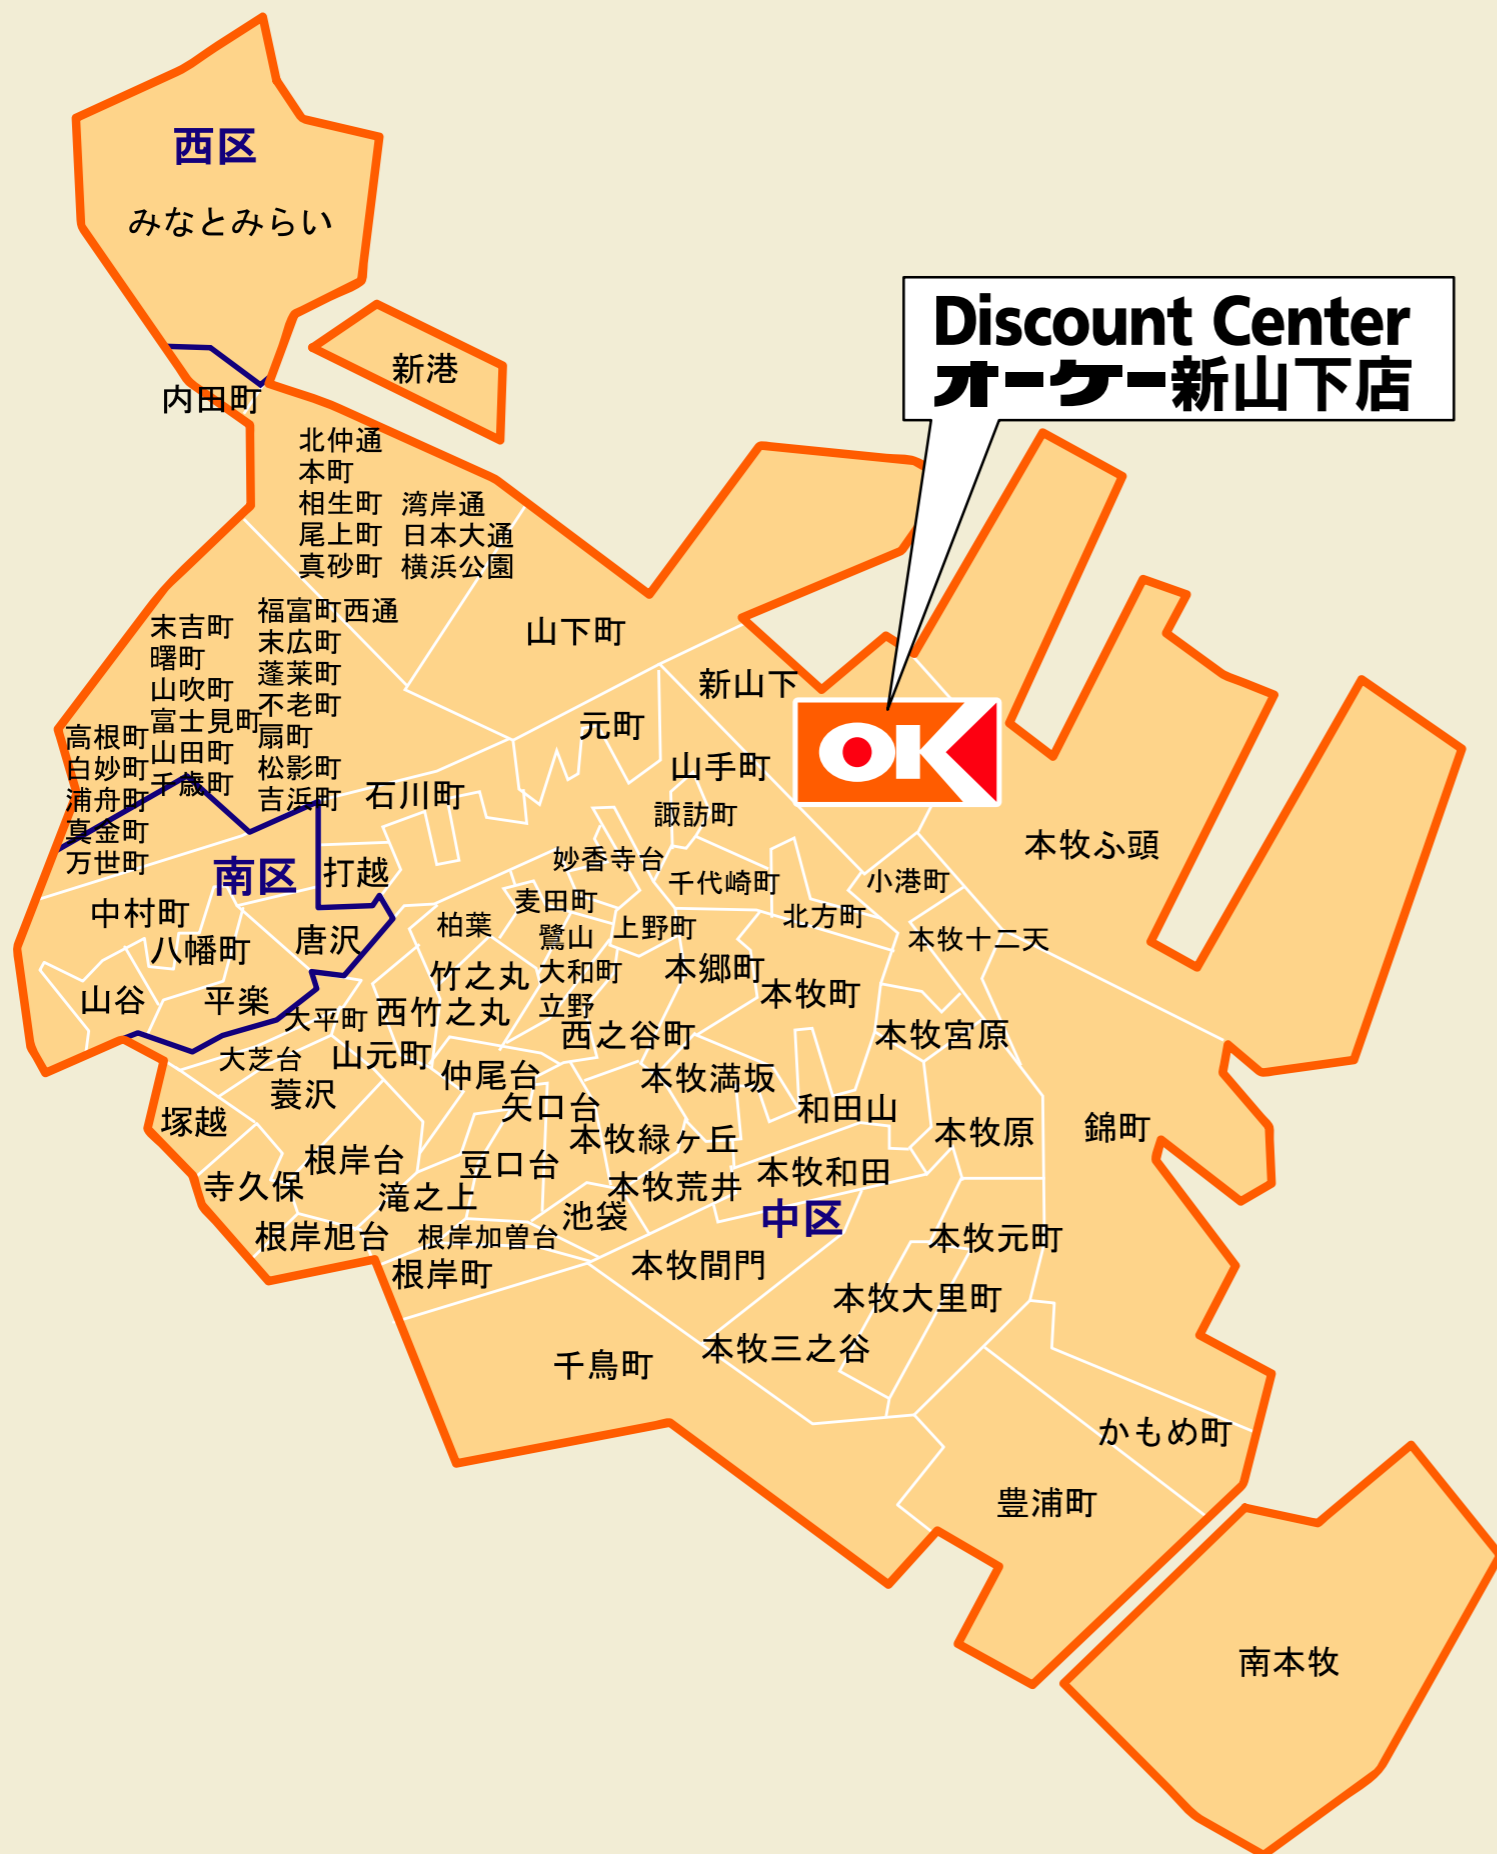 西区
みなとみらい
新港
内田町
Discount Center
オーケー新山下店
北仲通
本町
相生町
尾上町
真砂町
湾岸通
日本大通
横浜公園
福富町西通
末広町
蓬莱町
不老町
扇町
松影町
吉浜町
末吉町
曙町
山吹町
富士見町
山田町
千歳町
高根町
白妙町
浦舟町
真金町
万世町
山下町
新山下
元町
山手町
OK
石川町
諏訪町
本牧ふ頭
南区
打越
妙香寺台
千代崎町
小港町
中村町
麦田町
北方町
柏葉
鷺山
上野町
本牧十二天
八幡町
唐沢
竹之丸
大和町
本郷町
本牧町
山谷
平楽
大平町
西竹之丸
立野
西之谷町
本牧宮原
大芝台
山元町
仲尾台
本牧満坂
蓑沢
矢口台
和田山
塚越
本牧緑ヶ丘
本牧原
錦町
根岸台
豆口台
本牧和田
寺久保
滝之上
本牧荒井
中区
池袋
根岸旭台
根岸加曽台
本牧元町
根岸町
本牧間門
本牧大里町
千鳥町
本牧三之谷
かもめ町
豊浦町
南本牧